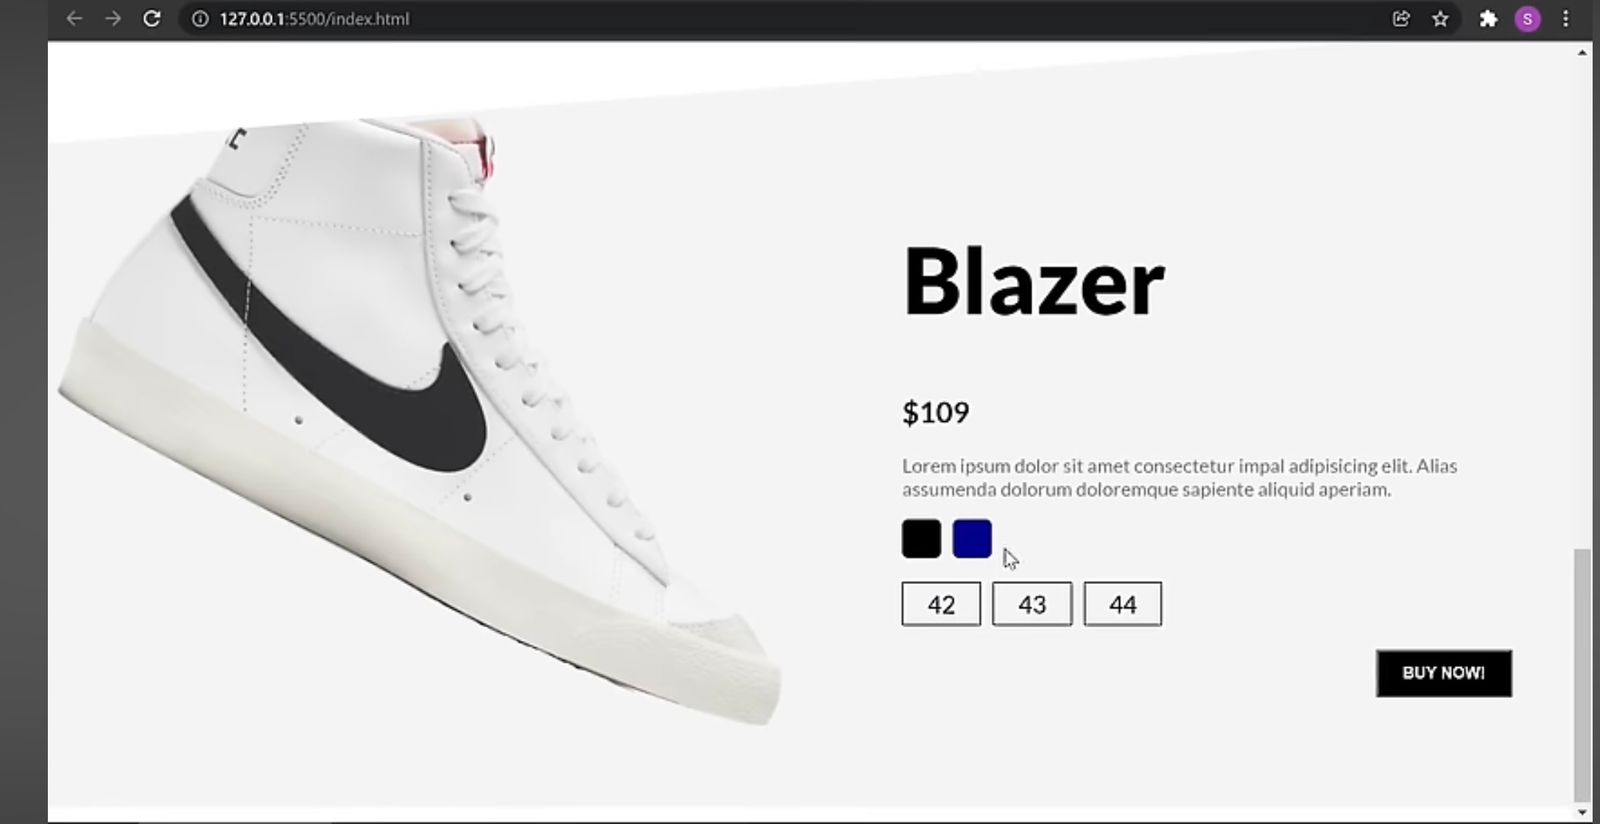 127.0.0.1:5500/index.html
S
Blazer
$109
Lorem ipsum dolor sit amet consectetur impal adipisicing elit. Alias
assumenda dolorum doloremque sapiente aliquid aperiam.
42 43 44
BUY NOW!